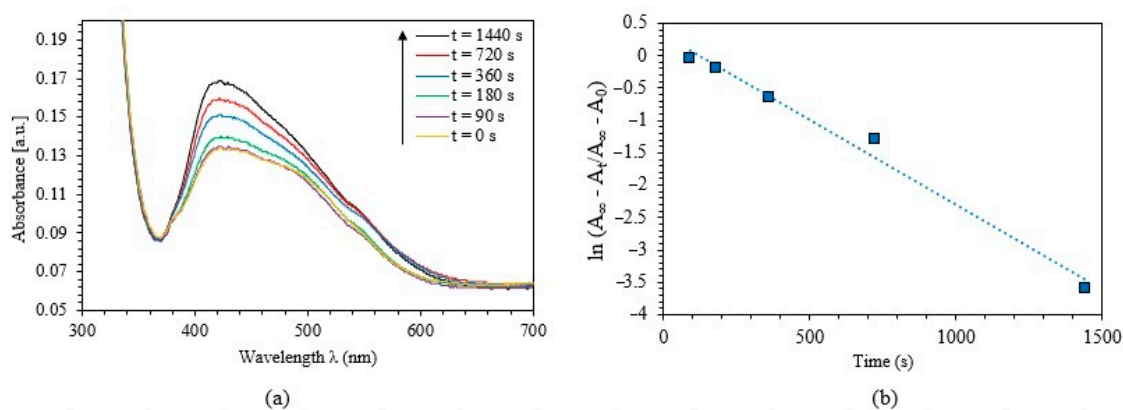 0.19
0.17
0.15
0.13
0.11
0.09
0.07
0.05
300 400 500 600 700
Absorbance [a.u.]
Wavelength λ (nm)
t = 1440 s
t = 720 s
t = 360 s
t = 180 s
t = 90 s
t = 0 s
(a)
0.5
0
−0.5
−1
−1.5
−2
−2.5
−3
−3.5
−4
0 500 1000 1500
ln (A∞ - At/A∞ - A0)
Time (s)
(b)